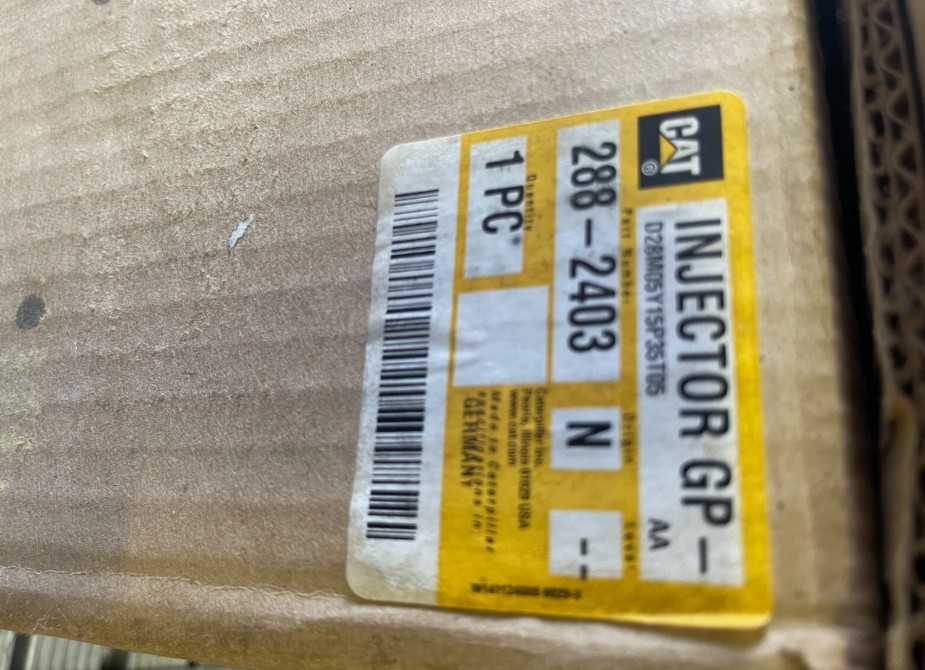 CAT®
INJECTOR GP-
D28M05Y15P35T05 AA
Part Number Origin Level
288-2403 N --
Quantity
1 PC*
Caterpillar Inc.
Peoria, Illinois 61629 USA
www.cat.com
Made in Caterpillar
GERMANY